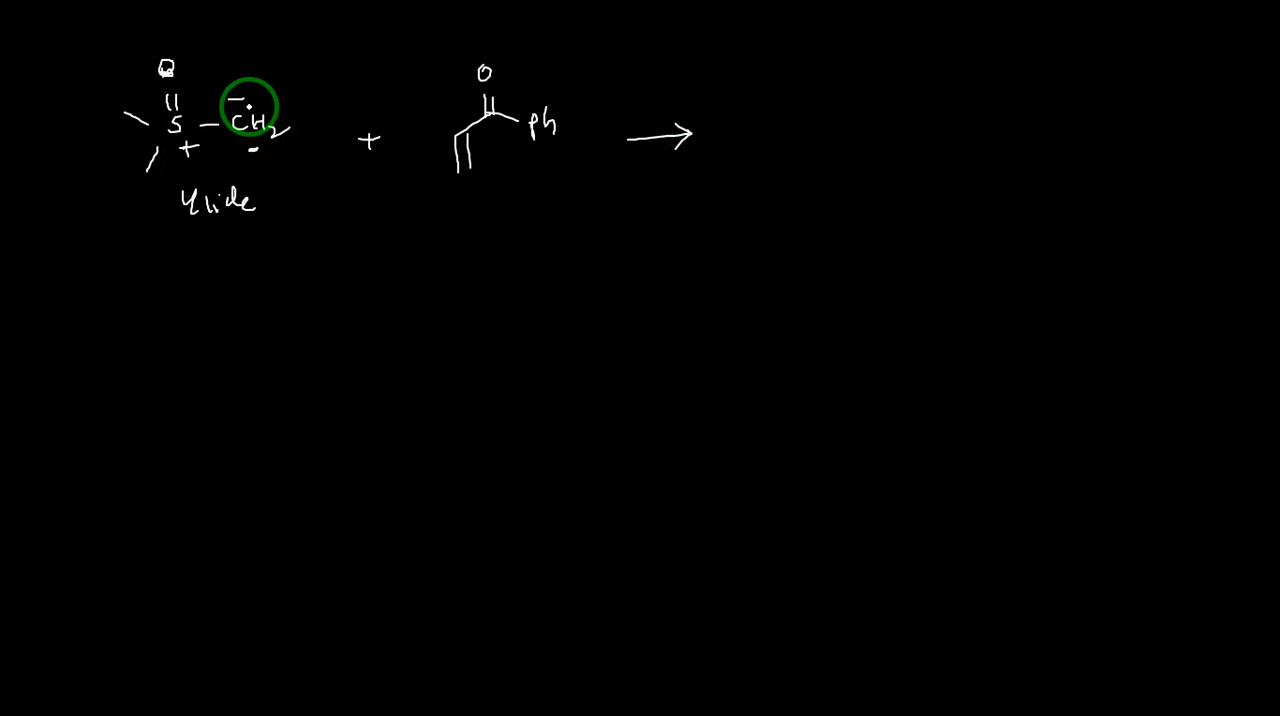 O O
S - CH2 + Ph →
+ -
Ylide